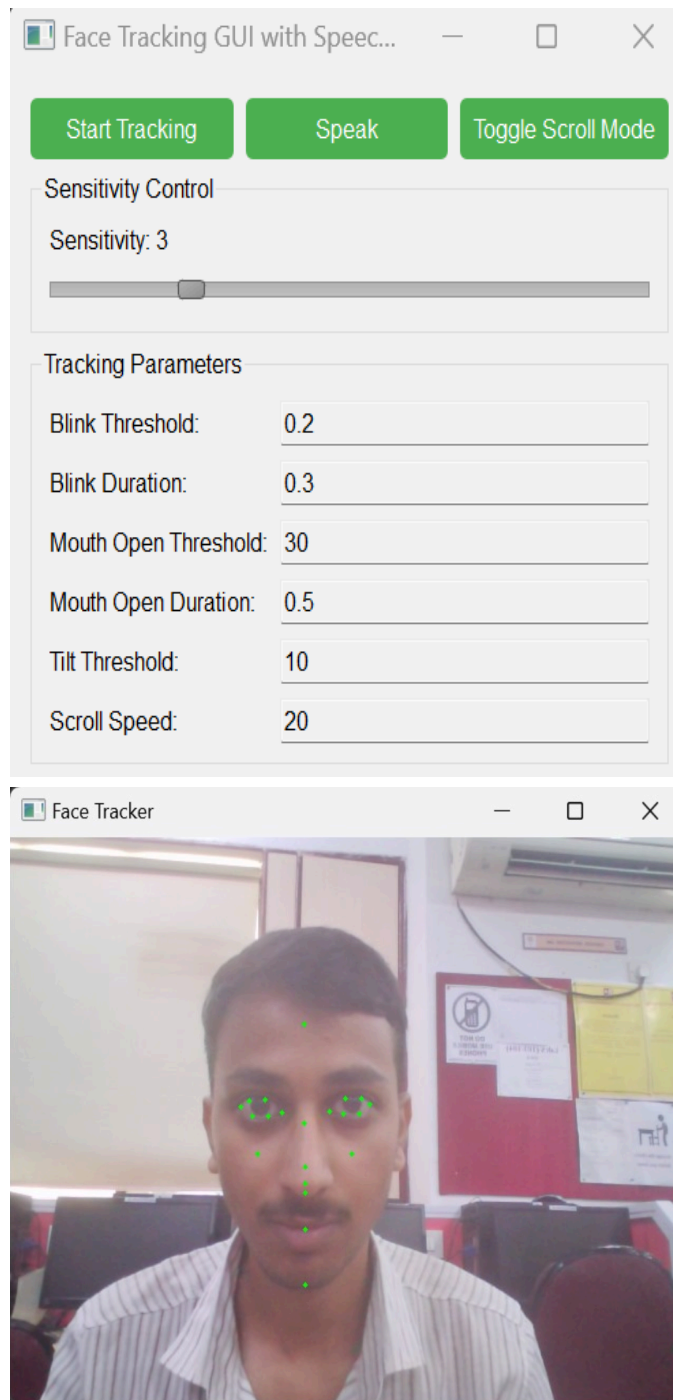 Face Tracking GUI with Speec...
Start Tracking
Speak
Toggle Scroll Mode
Sensitivity Control
Sensitivity: 3
Tracking Parameters
Blink Threshold: 0.2
Blink Duration: 0.3
Mouth Open Threshold: 30
Mouth Open Duration: 0.5
Tilt Threshold: 10
Scroll Speed: 20
Face Tracker